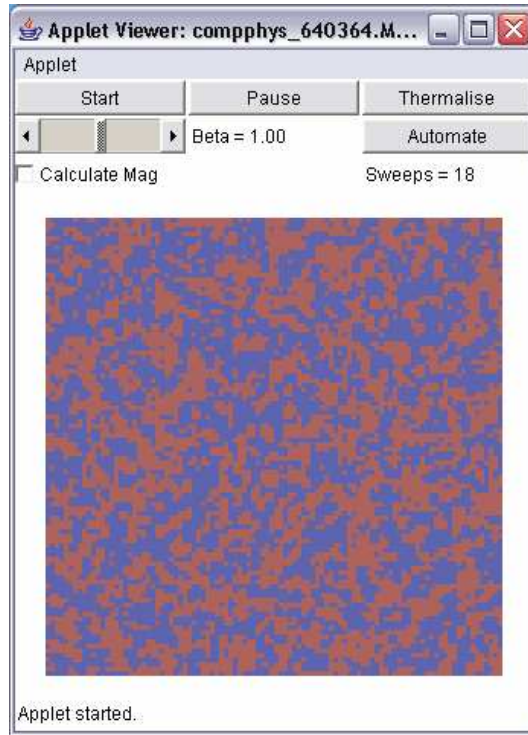 Applet Viewer: compphys_640364.M...
Applet
Start Pause Thermalise
Beta = 1.00 Automate
Calculate Mag Sweeps = 18
Applet started.